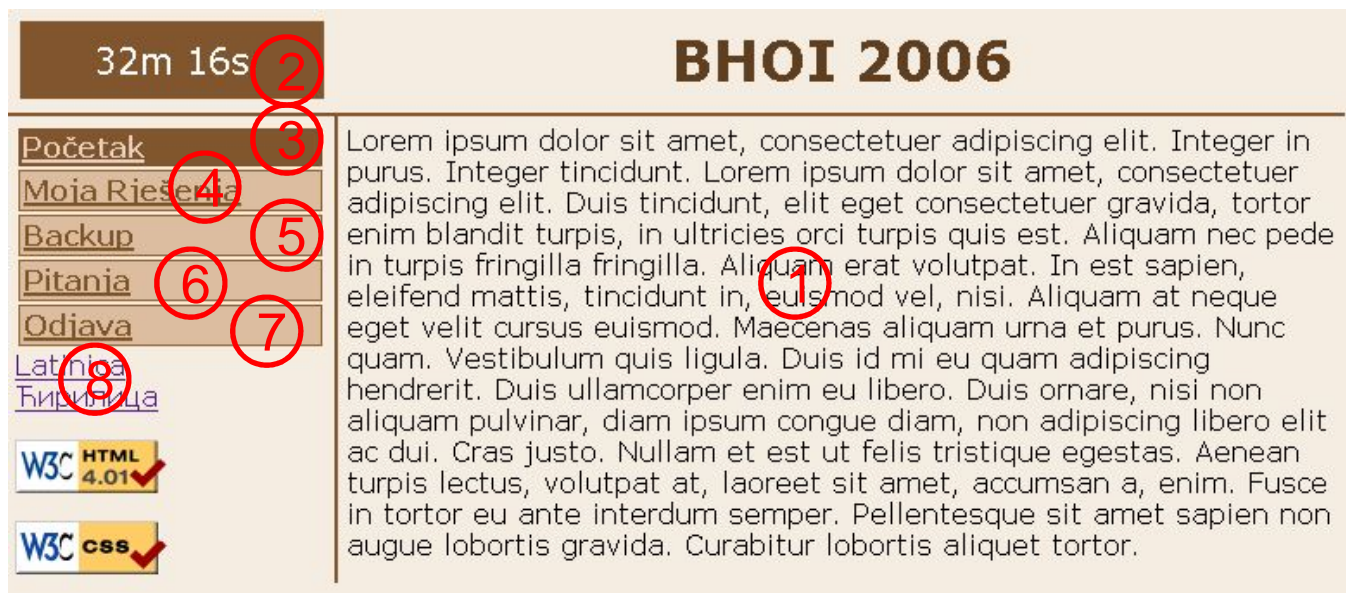 32m 16s
2
BHOI 2006
Početak
3
Moja Rješenja
4
Backup
5
Pitanja
6
Odjava
7
Latinica
8
Ћирилица
W3C HTML 4.01
W3C css
Lorem ipsum dolor sit amet, consectetuer adipiscing elit. Integer in
purus. Integer tincidunt. Lorem ipsum dolor sit amet, consectetuer
adipiscing elit. Duis tincidunt, elit eget consectetuer gravida, tortor
enim blandit turpis, in ultricies orci turpis quis est. Aliquam nec pede
in turpis fringilla fringilla. Aliquam erat volutpat. In est sapien,
1
eleifend mattis, tincidunt in, euismod vel, nisi. Aliquam at neque
eget velit cursus euismod. Maecenas aliquam urna et purus. Nunc
quam. Vestibulum quis ligula. Duis id mi eu quam adipiscing
hendrerit. Duis ullamcorper enim eu libero. Duis ornare, nisi non
aliquam pulvinar, diam ipsum congue diam, non adipiscing libero elit
ac dui. Cras justo. Nullam et est ut felis tristique egestas. Aenean
turpis lectus, volutpat at, laoreet sit amet, accumsan a, enim. Fusce
in tortor eu ante interdum semper. Pellentesque sit amet sapien non
augue lobortis gravida. Curabitur lobortis aliquet tortor.